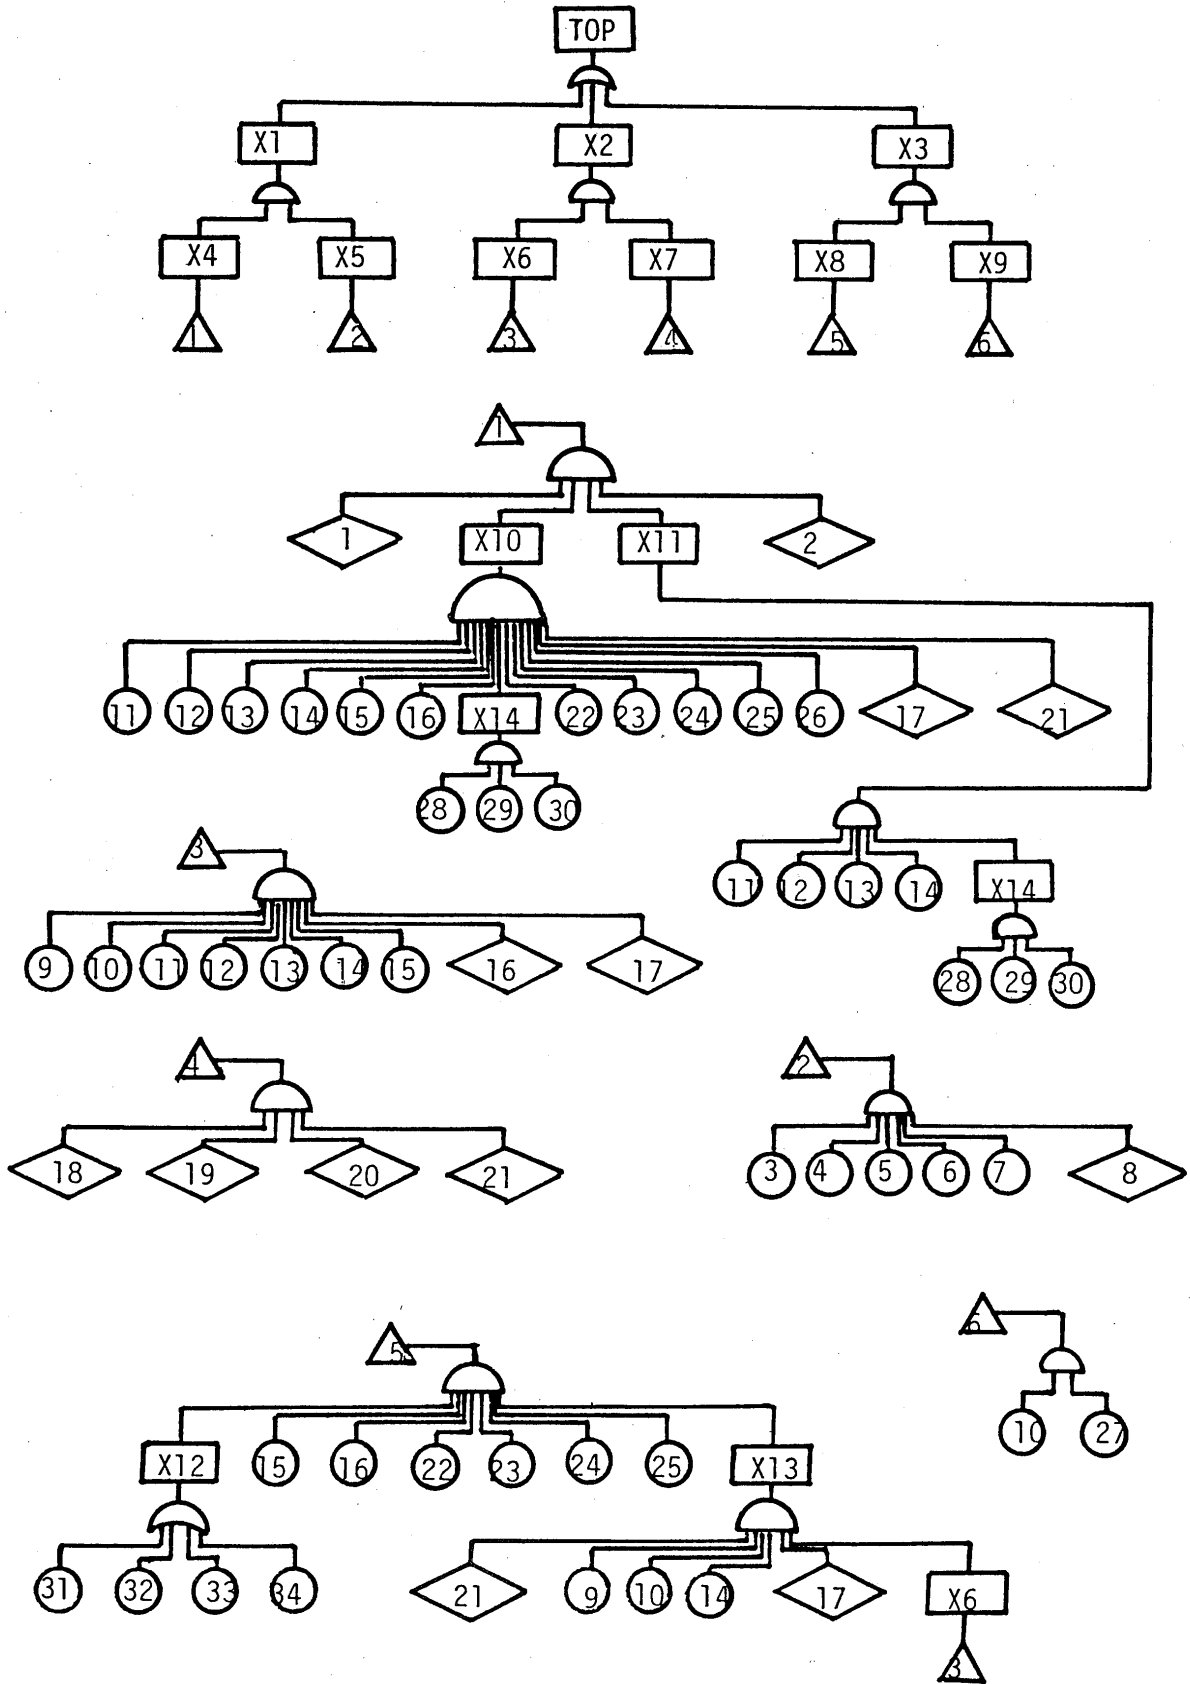 TOP
X1 X2 X3
X4 X5 X6 X7 X8 X9
1 2 3 4 5 6
1
1 X10 X11 2
11 12 13 14 15 16 X14 22 23 24 25 26 17 21
28 29 30
3
11 12 13 14 X14
9 10 11 12 13 14 15 16 17
28 29 30
4 2
18 19 20 21 3 4 5 6 7 8
6
5
10 27
X12 15 16 22 23 24 25 X13
31 32 33 34 21 9 10 14 17 X6
3